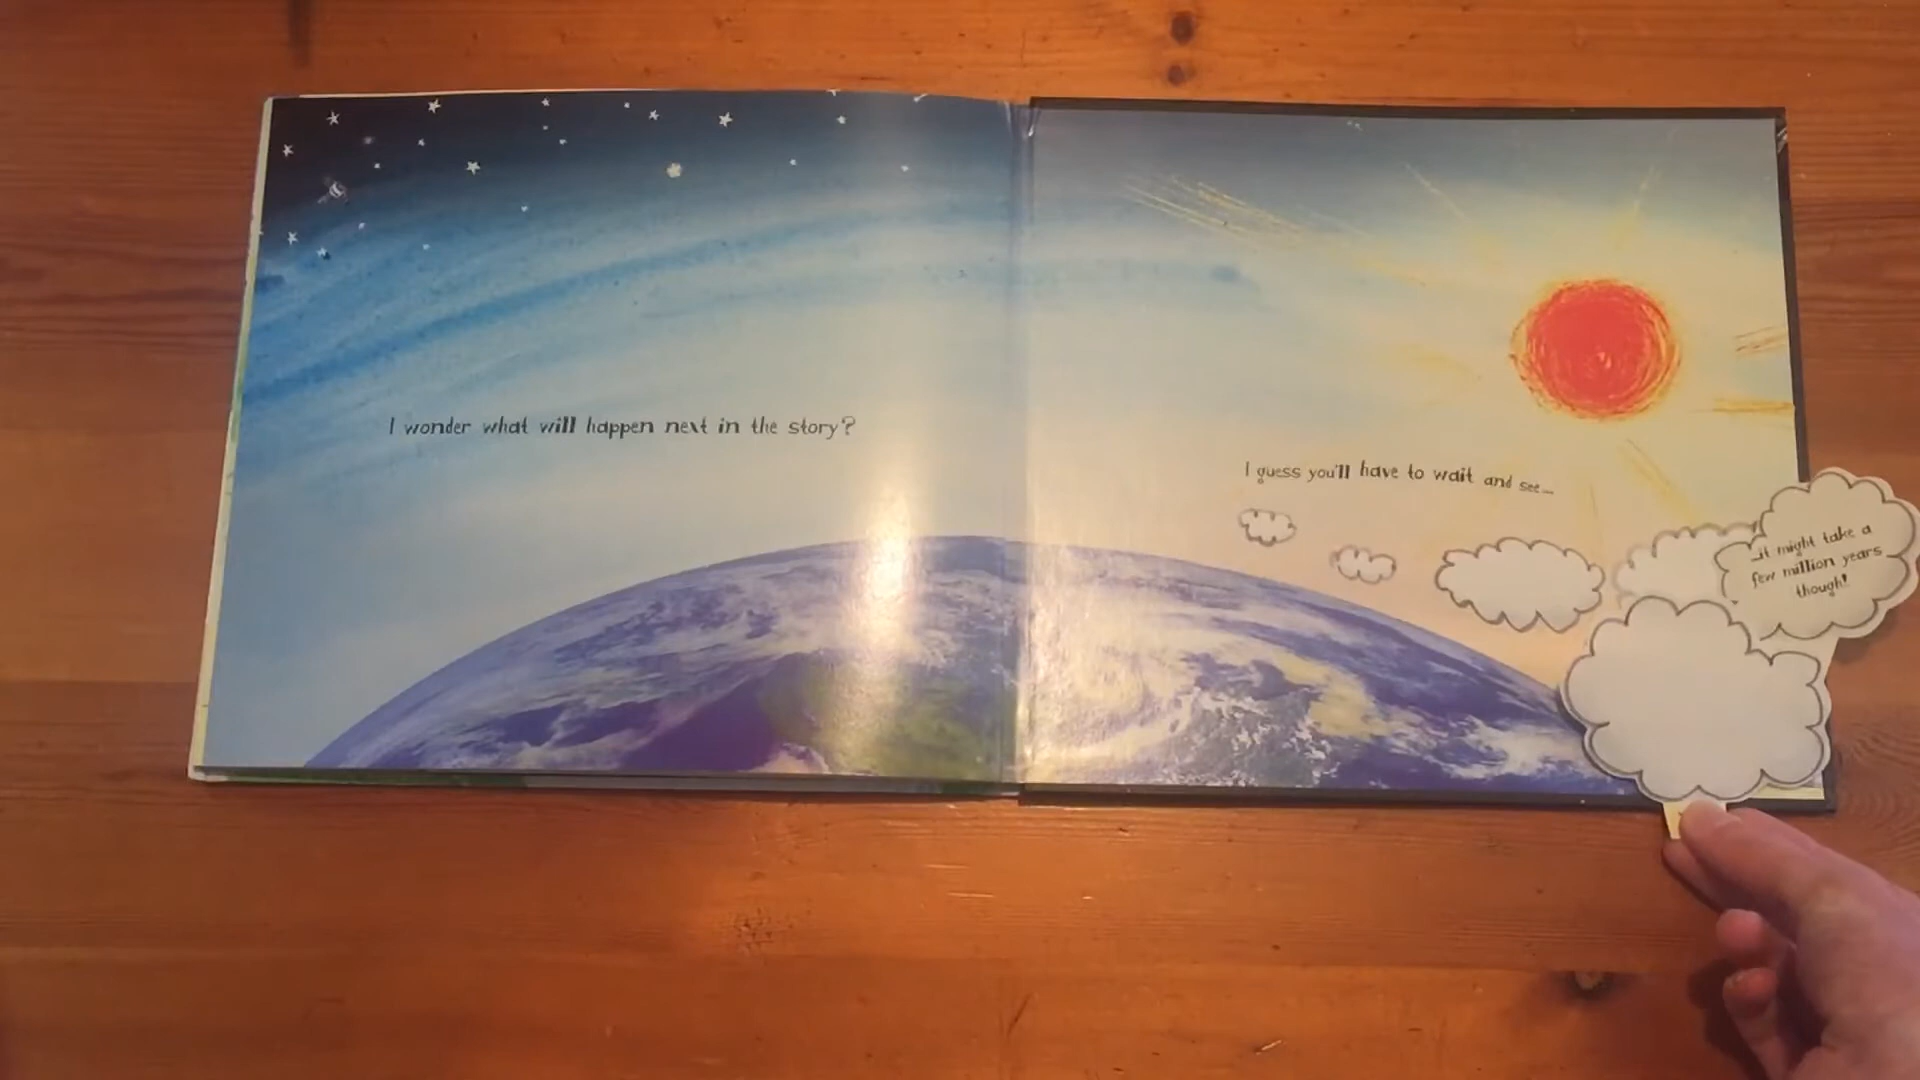 I wonder what will happen next in the story?
I guess you'll have to wait and see...
...it might take a
few million years
though!